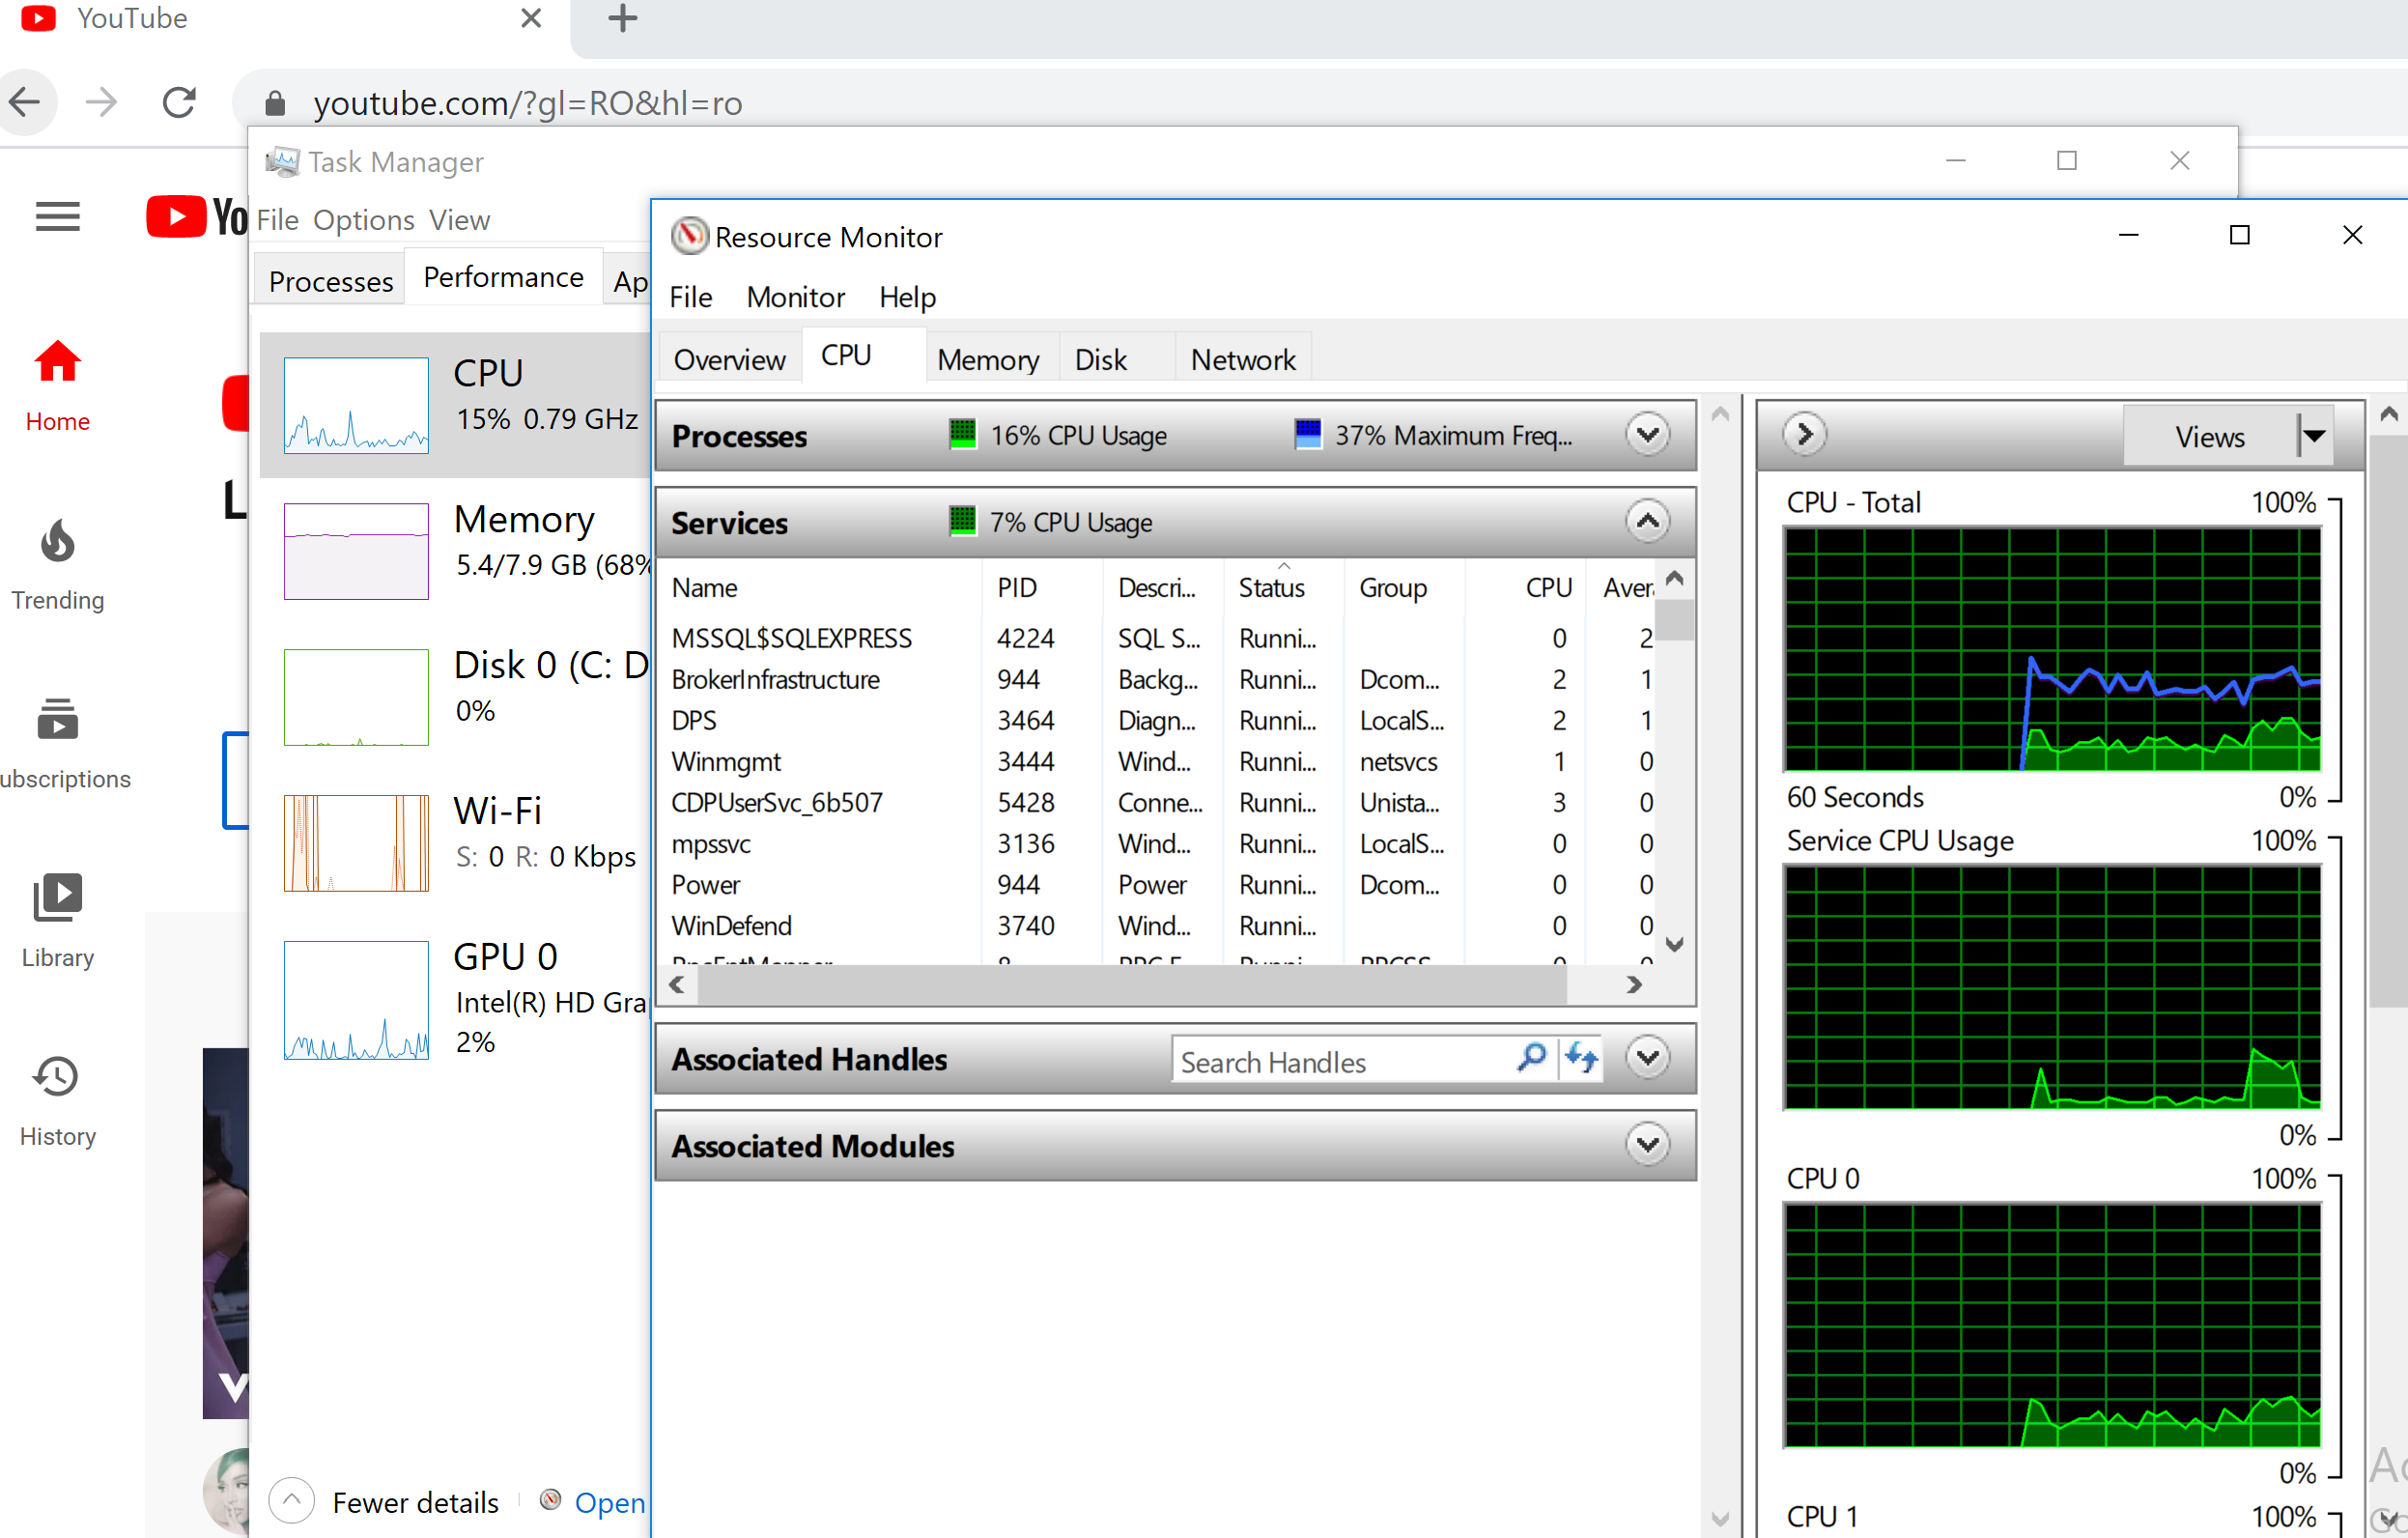 YouTube
youtube.com/?gl=RO&hl=ro
Task Manager
File Options View
Processes Performance Ap
CPU
15% 0.79 GHz
Memory
5.4/7.9 GB (68%
Disk 0 (C: D
0%
Wi-Fi
S: 0 R: 0 Kbps
GPU 0
Intel(R) HD Gra
2%
Fewer details Open
Yo
Home
L
Trending
ubscriptions
Library
History
V
Resource Monitor
File Monitor Help
Overview CPU Memory Disk Network
Processes 16% CPU Usage 37% Maximum Freq...
Services 7% CPU Usage
Name PID Descri... Status Group CPU Avera
MSSQL$SQLEXPRESS 4224 SQL S... Runni... 0 2
BrokerInfrastructure 944 Backg... Runni... Dcom... 2 1
DPS 3464 Diagn... Runni... LocalS... 2 1
Winmgmt 3444 Wind... Runni... netsvcs 1 0
CDPUserSvc_6b507 5428 Conne... Runni... Unista... 3 0
mpssvc 3136 Wind... Runni... LocalS... 0 0
Power 944 Power Runni... Dcom... 0 0
WinDefend 3740 Wind... Runni... 0 0
Associated Handles Search Handles
Associated Modules
Views
CPU - Total 100%
60 Seconds 0%
Service CPU Usage 100%
0%
CPU 0 100%
0%
CPU 1 100%